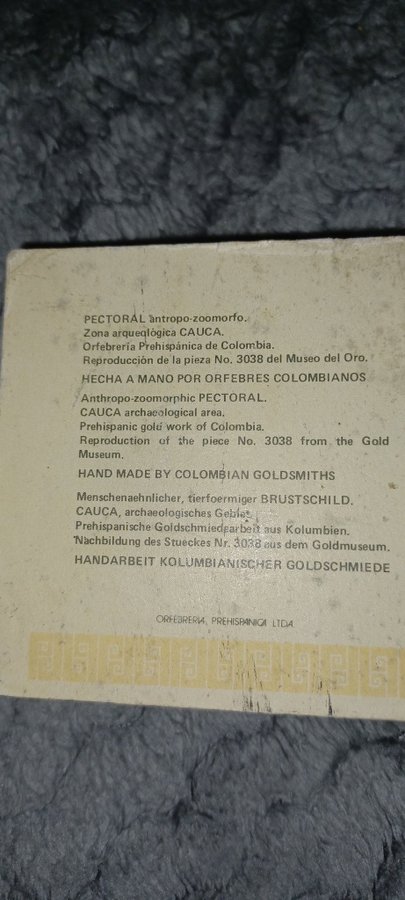 PECTORAL antropo-zoomorfo.
Zona arqueológica CAUCA.
Orfebrería Prehispánica de Colombia.
Reproducción de la pieza No. 3038 del Museo del Oro.
HECHA A MANO POR ORFEBRES COLOMBIANOS
Anthropo-zoomorphic PECTORAL.
CAUCA archaeological area.
Prehispanic gold work of Colombia.
Reproduction of the piece No. 3038 from the Gold
Museum.
HAND MADE BY COLOMBIAN GOLDSMITHS
Menschenaehnlicher, tierfoermiger BRUSTSCHILD.
CAUCA, archaeologisches Gebiet.
Prehispanische Goldschmiedearbeit aus Kolumbien.
Nachbildung des Stueckes Nr. 3038 aus dem Goldmuseum.
HANDARBEIT KOLUMBIANISCHER GOLDSCHMIEDE
ORFEBRERIA, PREHISPANICA LTDA.